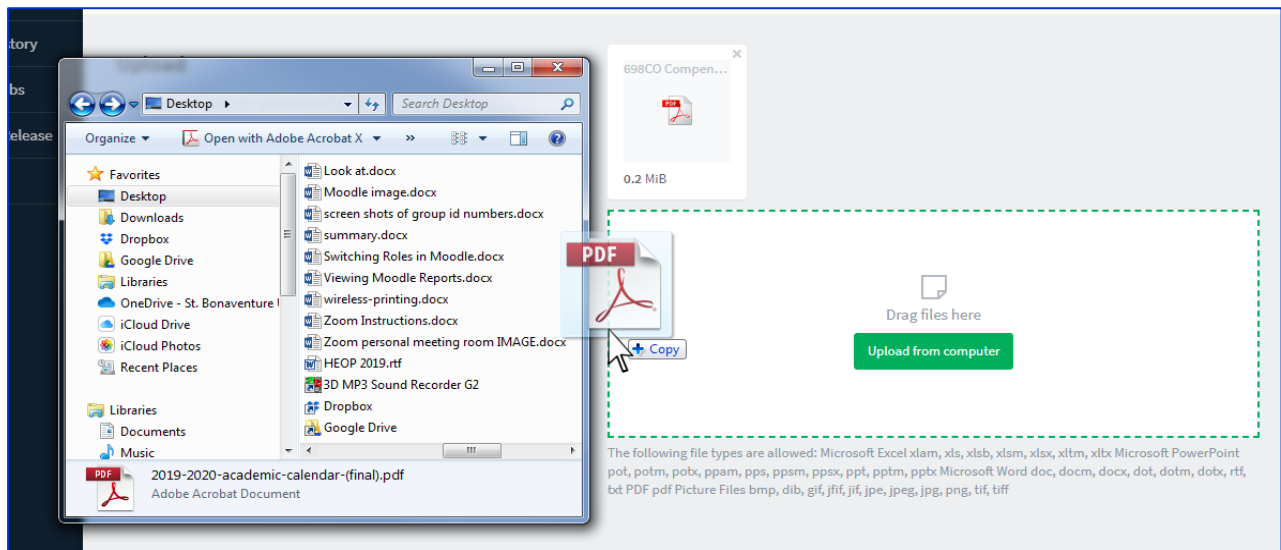 story
bs
elease
Upload
Desktop
Search Desktop
Organize
Open with Adobe Acrobat X
»
Favorites
Desktop
Downloads
Dropbox
Google Drive
Libraries
OneDrive - St. Bonaventure
iCloud Drive
iCloud Photos
Recent Places
Libraries
Documents
Music
Look at.docx
Moodle image.docx
screen shots of group id numbers.docx
summary.docx
Switching Roles in Moodle.docx
Viewing Moodle Reports.docx
wireless-printing.docx
Zoom Instructions.docx
Zoom personal meeting room IMAGE.docx
HEOP 2019.rtf
3D MP3 Sound Recorder G2
Dropbox
Google Drive
PDF
2019-2020-academic-calendar-(final).pdf
Adobe Acrobat Document
698CO Compen...
PDF
0.2 MiB
PDF
Copy
Drag files here
Upload from computer
The following file types are allowed: Microsoft Excel xlam, xls, xlsb, xlsm, xlsx, xltm, xltx Microsoft PowerPoint
pot, potm, potx, ppam, pps, ppsm, ppsx, ppt, pptm, pptx Microsoft Word doc, docm, docx, dot, dotm, dotx, rtf,
txt PDF pdf Picture Files bmp, dib, gif, jfif, jif, jpe, jpeg, jpg, png, tif, tiff